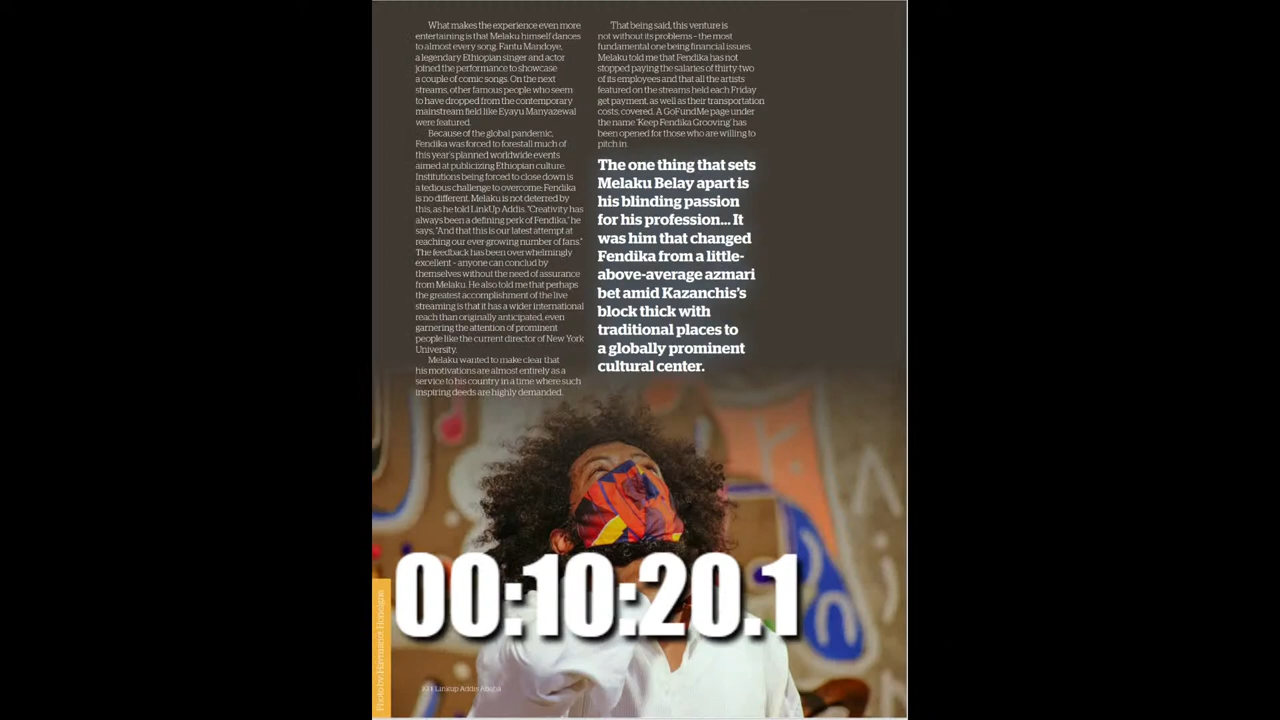 What makes the experience even more
entertaining is that Melaku himself dances
to almost every song. Fantu Mandoye,
a legendary Ethiopian singer and actor
joined the performance to showcase
a couple of comic songs. On the next
streams, other famous people who seem
to have dropped from the contemporary
mainstream field like Eyayu Manyazewal
were featured.
Because of the global pandemic,
Fendika was forced to forestall much of
this year's planned worldwide events
aimed at publicizing Ethiopian culture.
Institutions being forced to close down is
a tedious challenge to overcome; Fendika
is no different. Melaku is not deterred by
this, as he told LinkUp Addis. "Creativity has
always been a defining perk of Fendika," he
says, "And that this is our latest attempt at
reaching our ever-growing number of fans."
The feedback has been overwhelmingly
excellent – anyone can conclud by
themselves without the need of assurance
from Melaku. He also told me that perhaps
the greatest accomplishment of the live
streaming is that it has a wider international
reach than originally anticipated, even
garnering the attention of prominent
people like the current director of New York
University.
Melaku wanted to make clear that
his motivations are almost entirely as a
service to his country in a time where such
inspiring deeds are highly demanded.
That being said, this venture is
not without its problems – the most
fundamental one being financial issues.
Melaku told me that Fendika has not
stopped paying the salaries of thirty-two
of its employees and that all the artists
featured on the streams held each Friday
get payment, as well as their transportation
costs, covered. A GoFundMe page under
the name 'Keep Fendika Grooving' has
been opened for those who are willing to
pitch in.
The one thing that sets
Melaku Belay apart is
his blinding passion
for his profession... It
was him that changed
Fendika from a little-
above-average azmari
bet amid Kazanchis's
block thick with
traditional places to
a globally prominent
cultural center.
00:10:20.1
Photo by
Linkup Addis Ababa